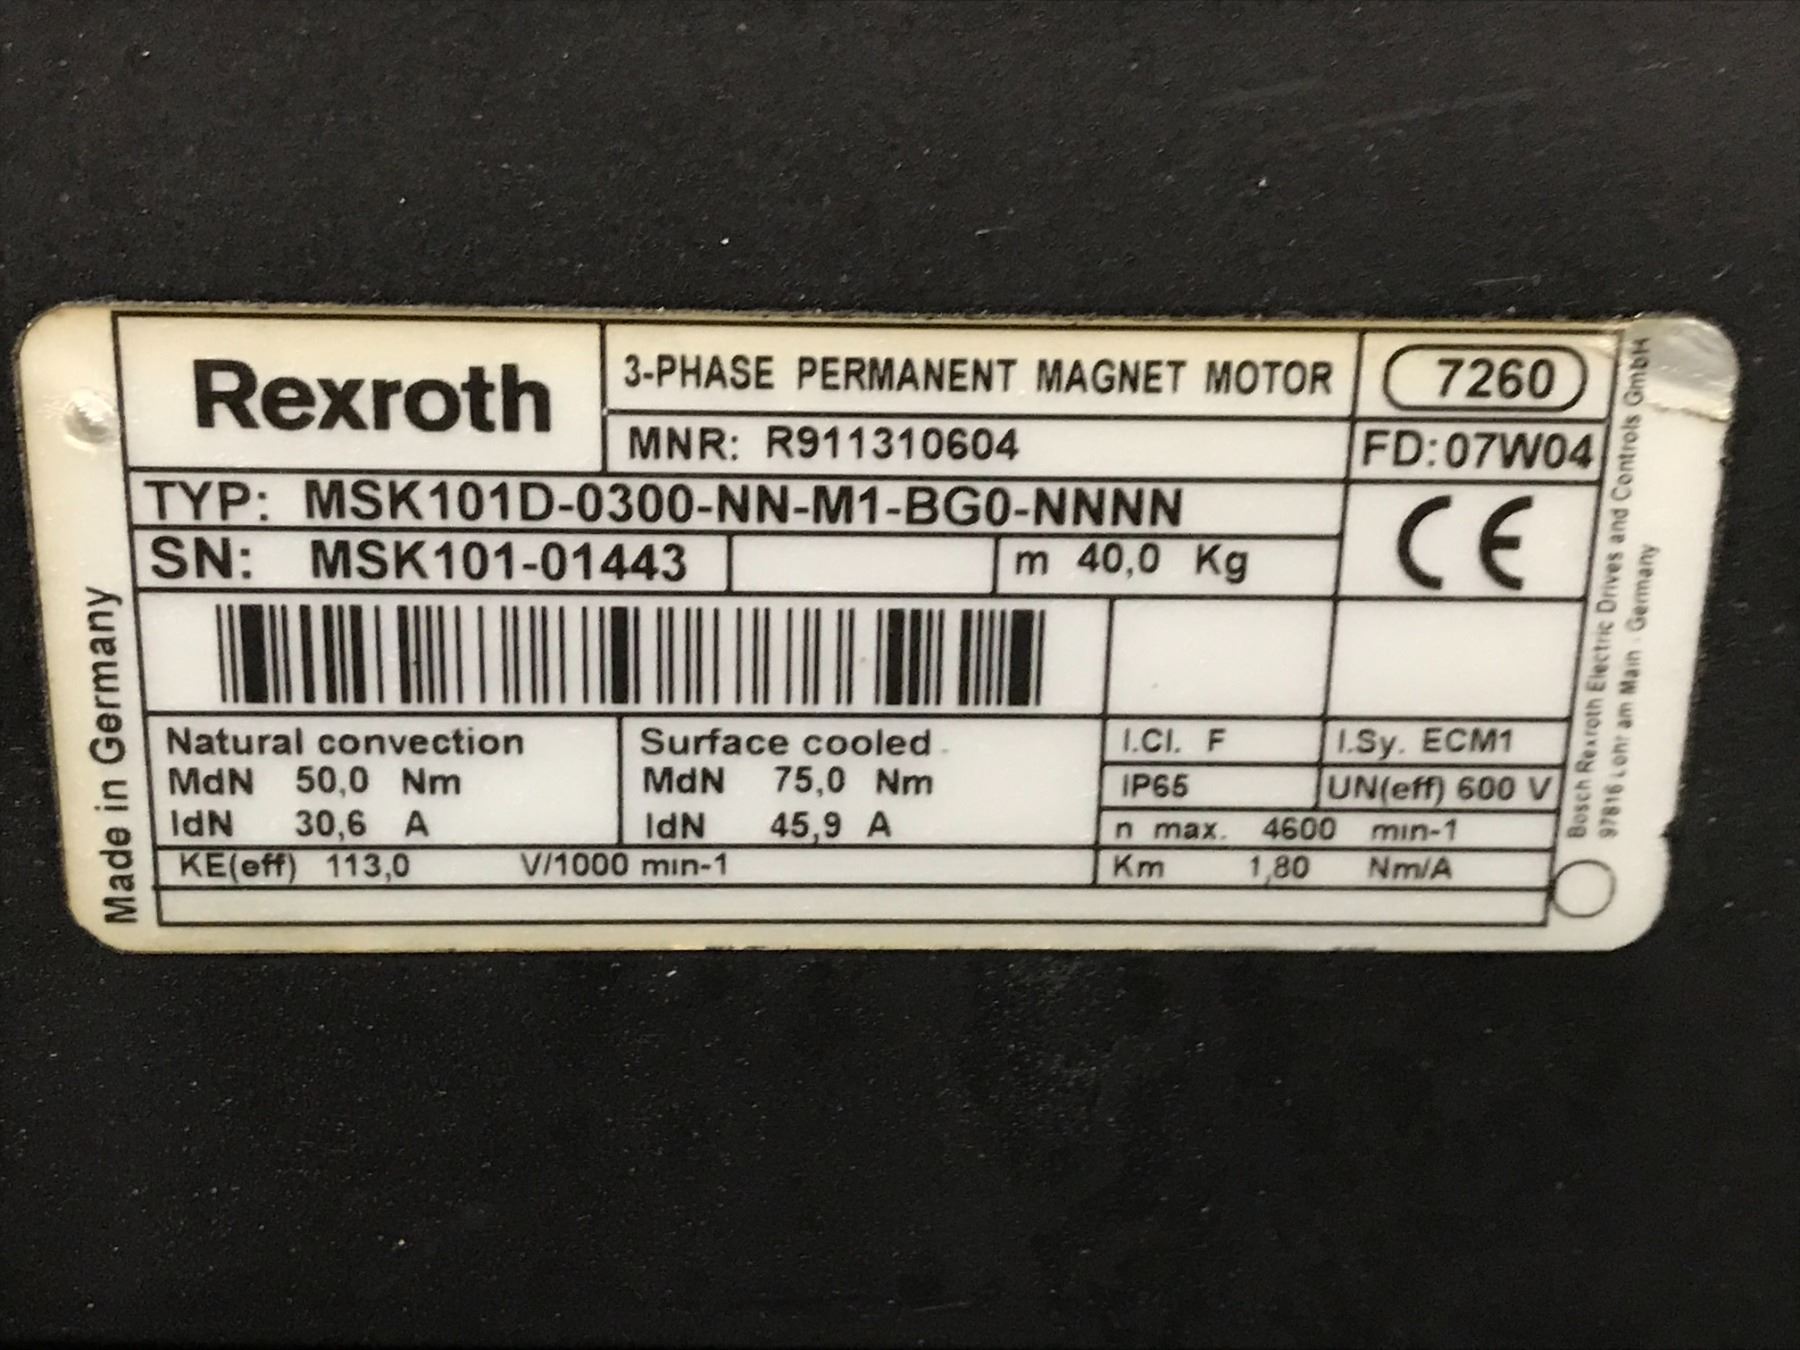 Rexroth
3-PHASE PERMANENT MAGNET MOTOR
7260
MNR: R911310604
FD:07W04
TYP: MSK101D-0300-NN-M1-BG0-NNNN
SN: MSK101-01443
m 40,0 Kg
CE
Natural convection
MdN 50,0 Nm
IdN 30,6 A
Surface cooled
MdN 75,0 Nm
IdN 45,9 A
I.Cl. F
I.Sy. ECM1
IP65
UN(eff) 600 V
n max. 4600 min-1
KE(eff) 113,0 V/1000 min-1
Km 1,80 Nm/A
Made in Germany
Bosch Rexroth Electric Drives and Controls GmbH
97816 Lohr am Main - Germany